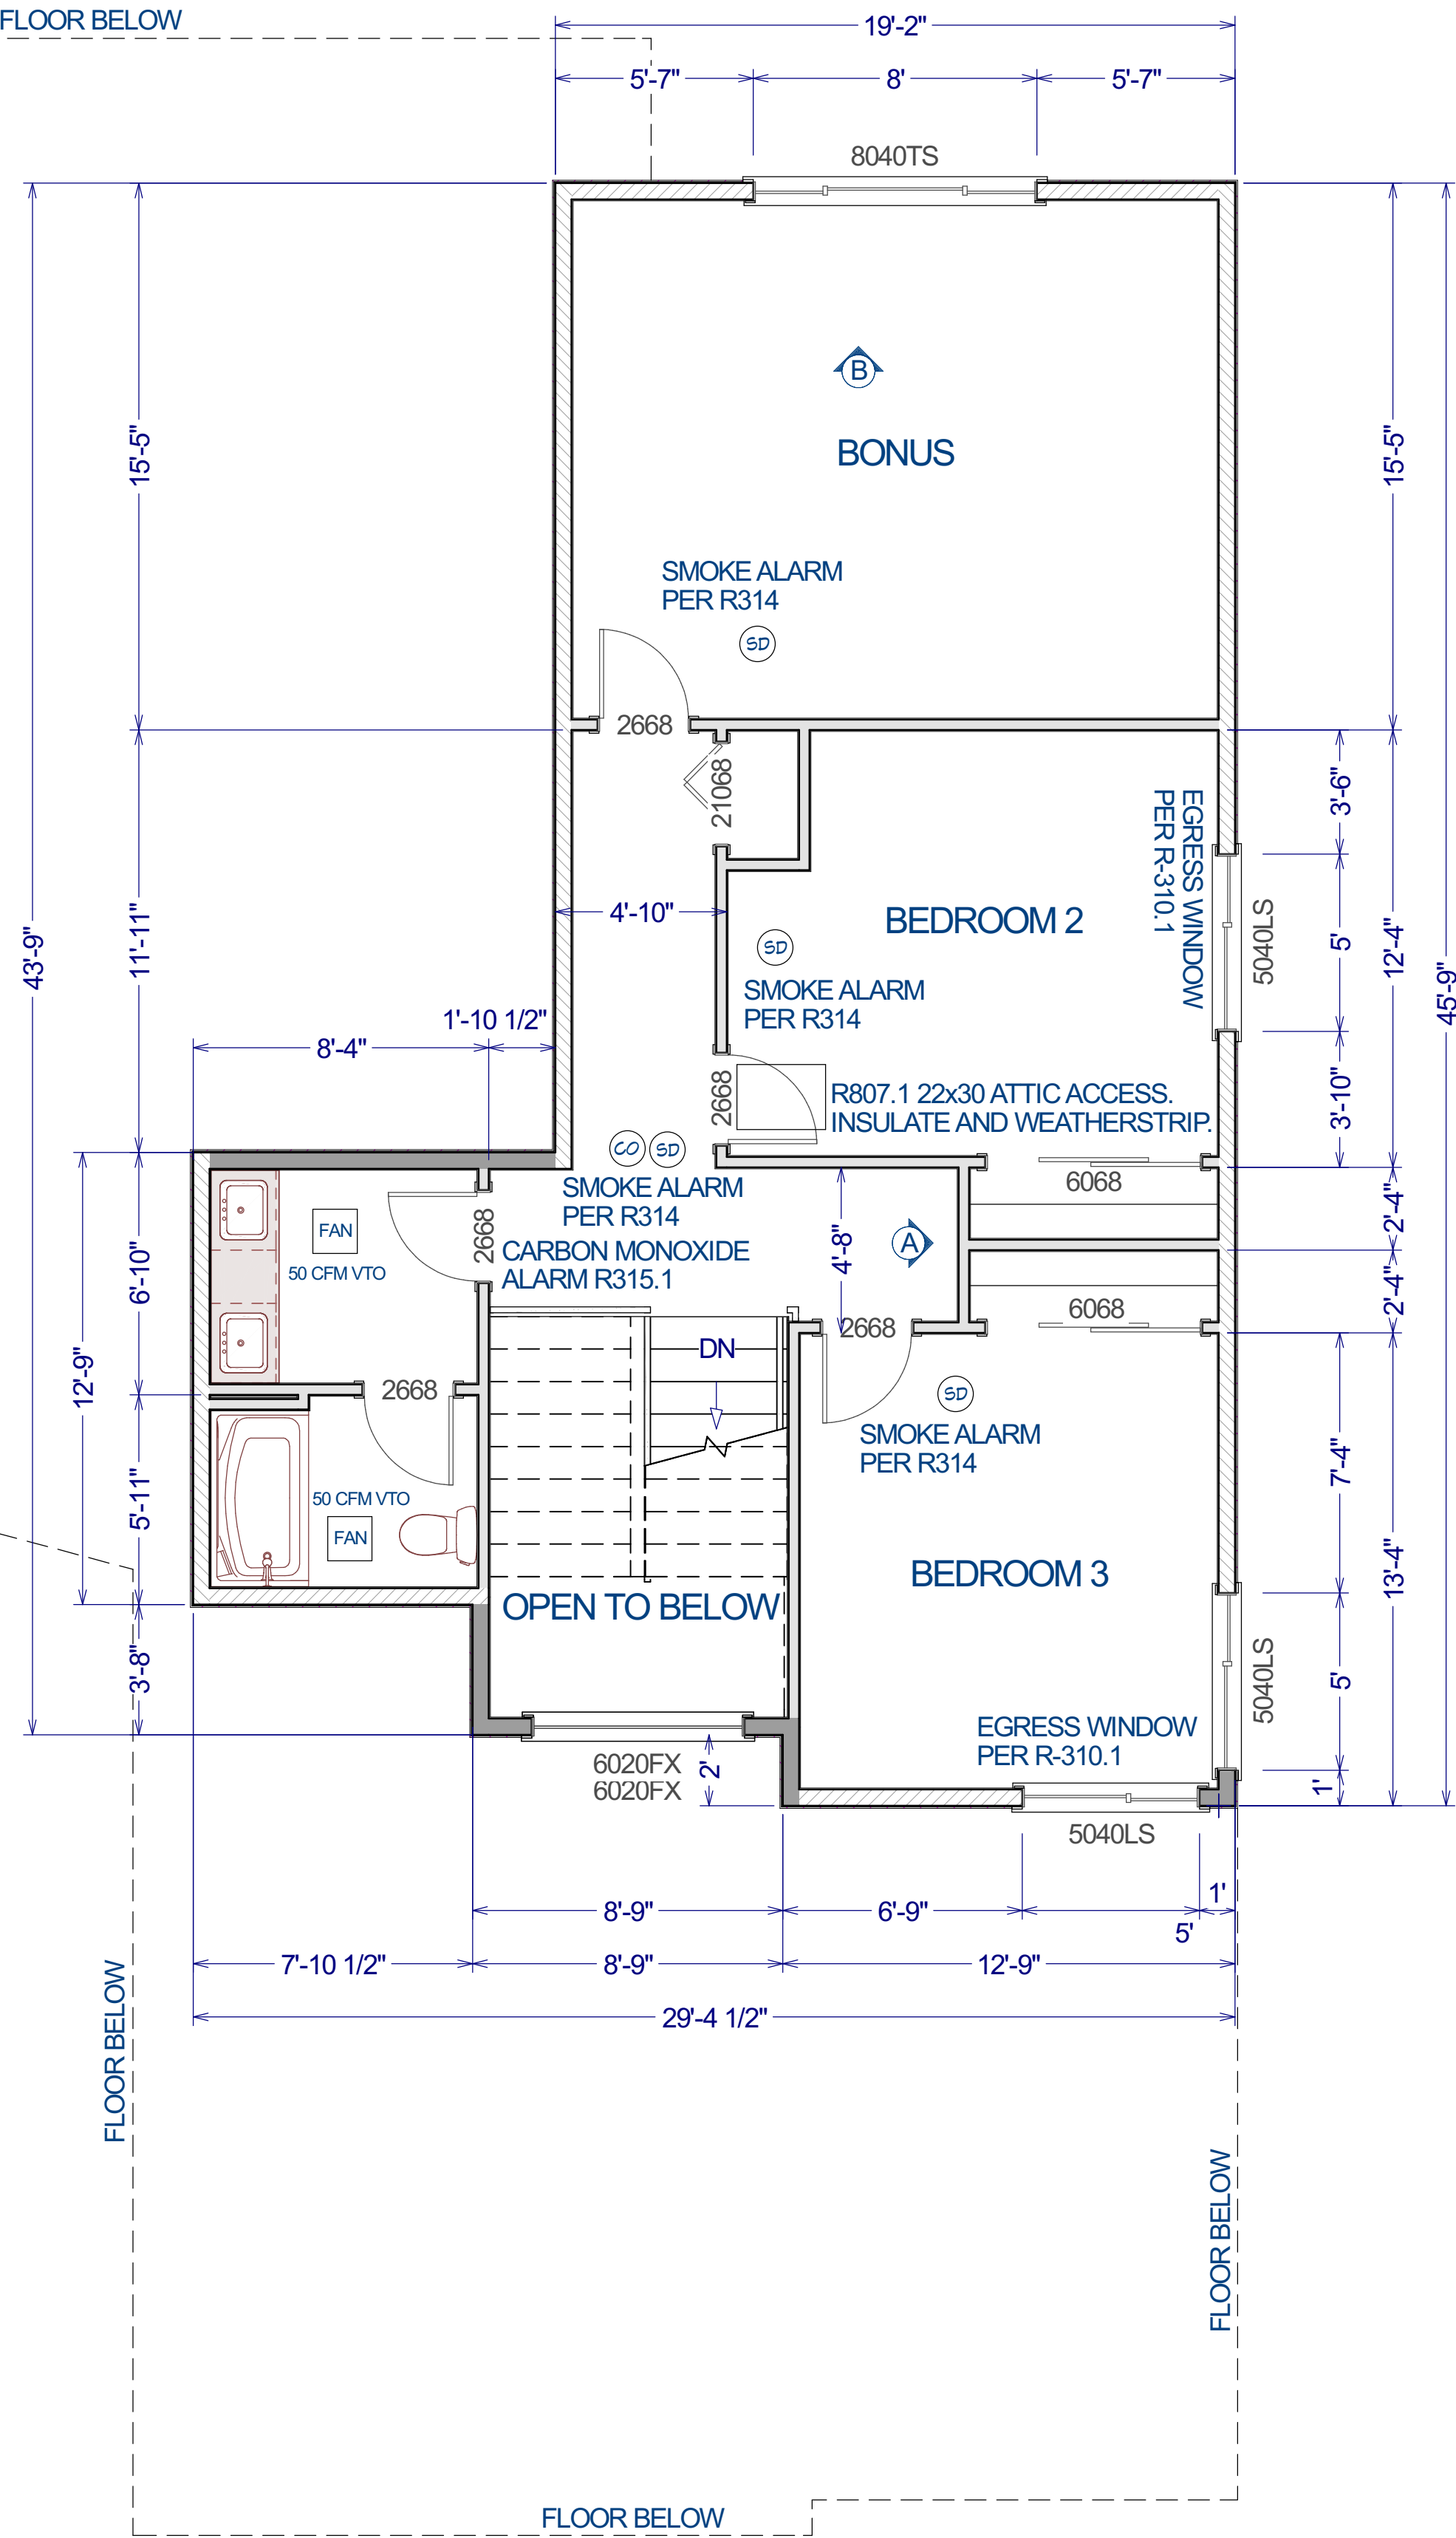 FLOOR BELOW
19'-2"
5'-7"
8'
5'-7"
8040TS
B
BONUS
15'-5"
15'-5"
SMOKE ALARM
PER R314
SD
2668
21068
3'-6"
EGRESS WINDOW
PER R-310.1
4'-10"
BEDROOM 2
5040LS
5'
11'-11"
12'-4"
43'-9"
45'-9"
SD
SMOKE ALARM
PER R314
1'-10 1/2"
8'-4"
2668
R807.1 22x30 ATTIC ACCESS.
INSULATE AND WEATHERSTRIP.
3'-10"
CO
SD
SMOKE ALARM
PER R314
6068
2'-4"
FAN
50 CFM VTO
2668
CARBON MONOXIDE
ALARM R315.1
4'-8"
A
6'-10"
2'-4"
6068
2668
DN
12'-9"
2668
SD
SMOKE ALARM
PER R314
7'-4"
5'-11"
50 CFM VTO
FAN
BEDROOM 3
13'-4"
OPEN TO BELOW
3'-8"
5'
5040LS
EGRESS WINDOW
PER R-310.1
6020FX
6020FX
2'
1'
5040LS
8'-9"
6'-9"
1'
5'
7'-10 1/2"
8'-9"
12'-9"
29'-4 1/2"
FLOOR BELOW
FLOOR BELOW
FLOOR BELOW